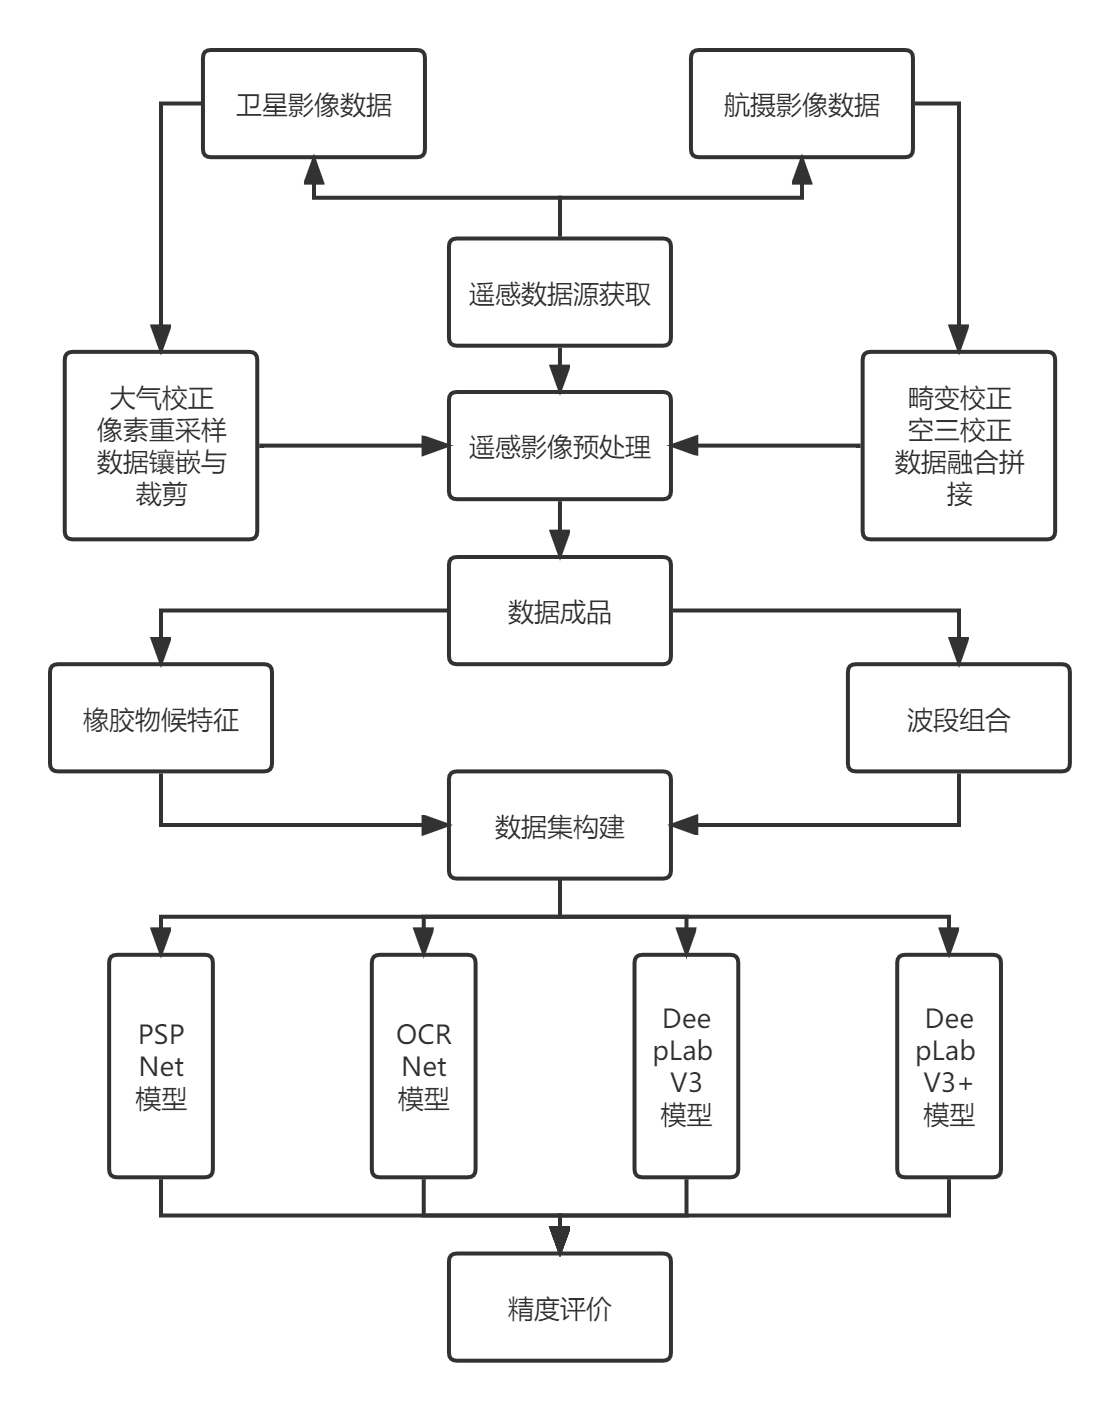 卫星影像数据
航摄影像数据
遥感数据源获取
大气校正
像素重采样
数据镶嵌与
裁剪
遥感影像预处理
畸变校正
空三校正
数据融合拼
接
数据成品
橡胶物候特征
波段组合
数据集构建
PSP
Net
模型
OCR
Net
模型
Dee
pLab
V3
模型
Dee
pLab
V3+
模型
精度评价